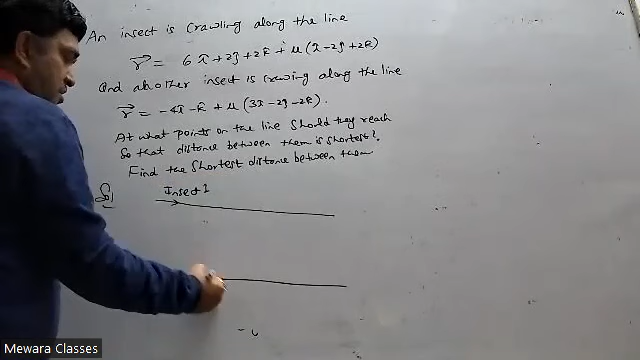 An insect is Crawling along the line
r⃗ = 6î+2ĵ+2k̂ + μ(î-2ĵ+2k̂)
and another insect is crawing along the line
r⃗ = -4î-k̂ + μ(3î-2ĵ-2k̂).
At what points on the line should they reach
So that distance between them is shortest?
Find the shortest distance between them
Sol
Insect 1
Mewara Classes